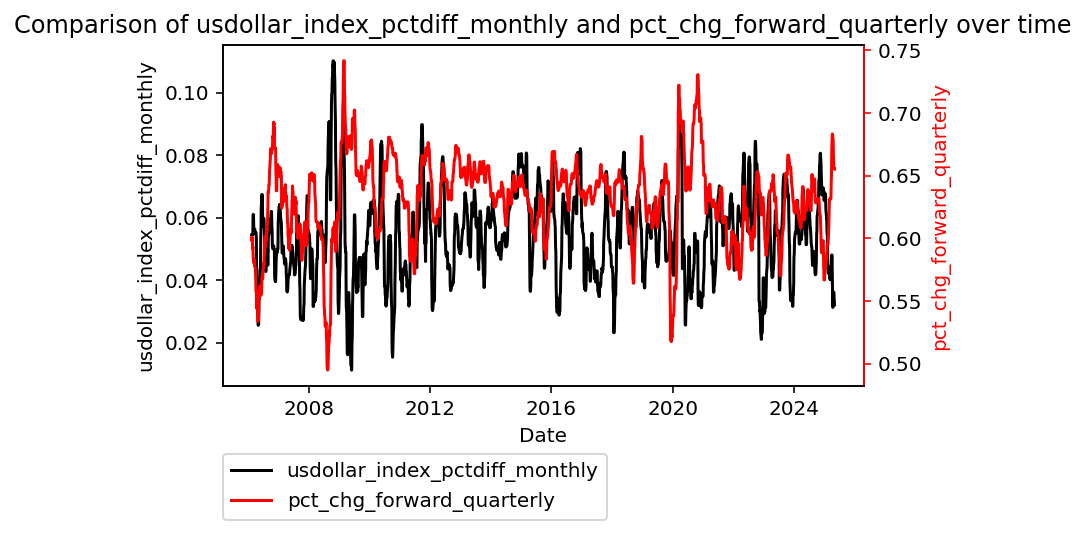 Comparison of usdollar_index_pctdiff_monthly and pct_chg_forward_quarterly over time
usdollar_index_pctdiff_monthly
0.10
0.08
0.06
0.04
0.02
0.75
0.70
0.65
0.60
0.55
0.50
pct_chg_forward_quarterly
2008 2012 2016 2020 2024
Date
usdollar_index_pctdiff_monthly
pct_chg_forward_quarterly